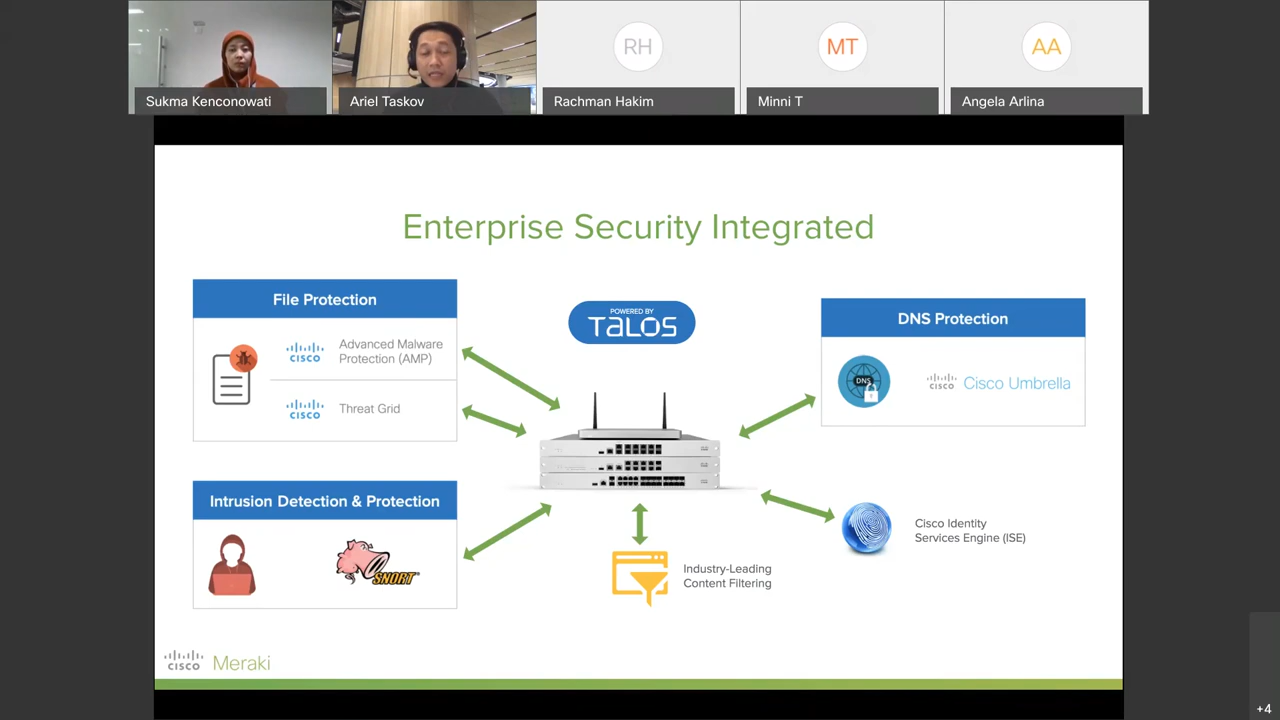 RH
MT
AA
Sukma Kenconowati
Ariel Taskov
Rachman Hakim
Minni T
Angela Arlina
Enterprise Security Integrated
File Protection
CISCO
Advanced Malware
Protection (AMP)
CISCO
Threat Grid
POWERED BY
TALOS
DNS Protection
DNS
CISCO
Cisco Umbrella
Intrusion Detection & Protection
SNORT
Industry-Leading
Content Filtering
Cisco Identity
Services Engine (ISE)
CISCO
Meraki
+4